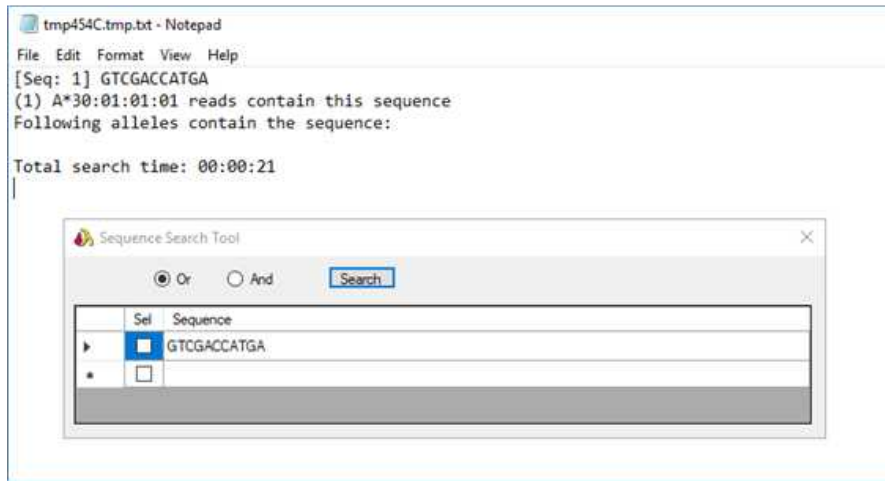 tmp454C.tmp.txt - Notepad
File Edit Format View Help
[Seq: 1] GTCGACCATGA
(1) A*30:01:01:01 reads contain this sequence
Following alleles contain the sequence:
Total search time: 00:00:21
Sequence Search Tool
Or And Search
Sel Sequence
GTCGACCATGA